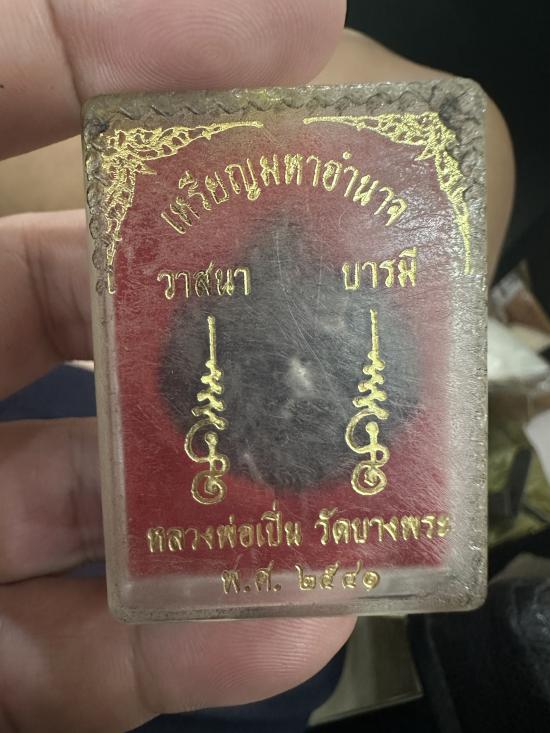 เหรียญมหาอำนาจ
วาสนา บารมี
หลวงพ่อเปิ่น วัดบางพระ
พ.ศ. ๒๕๔๑